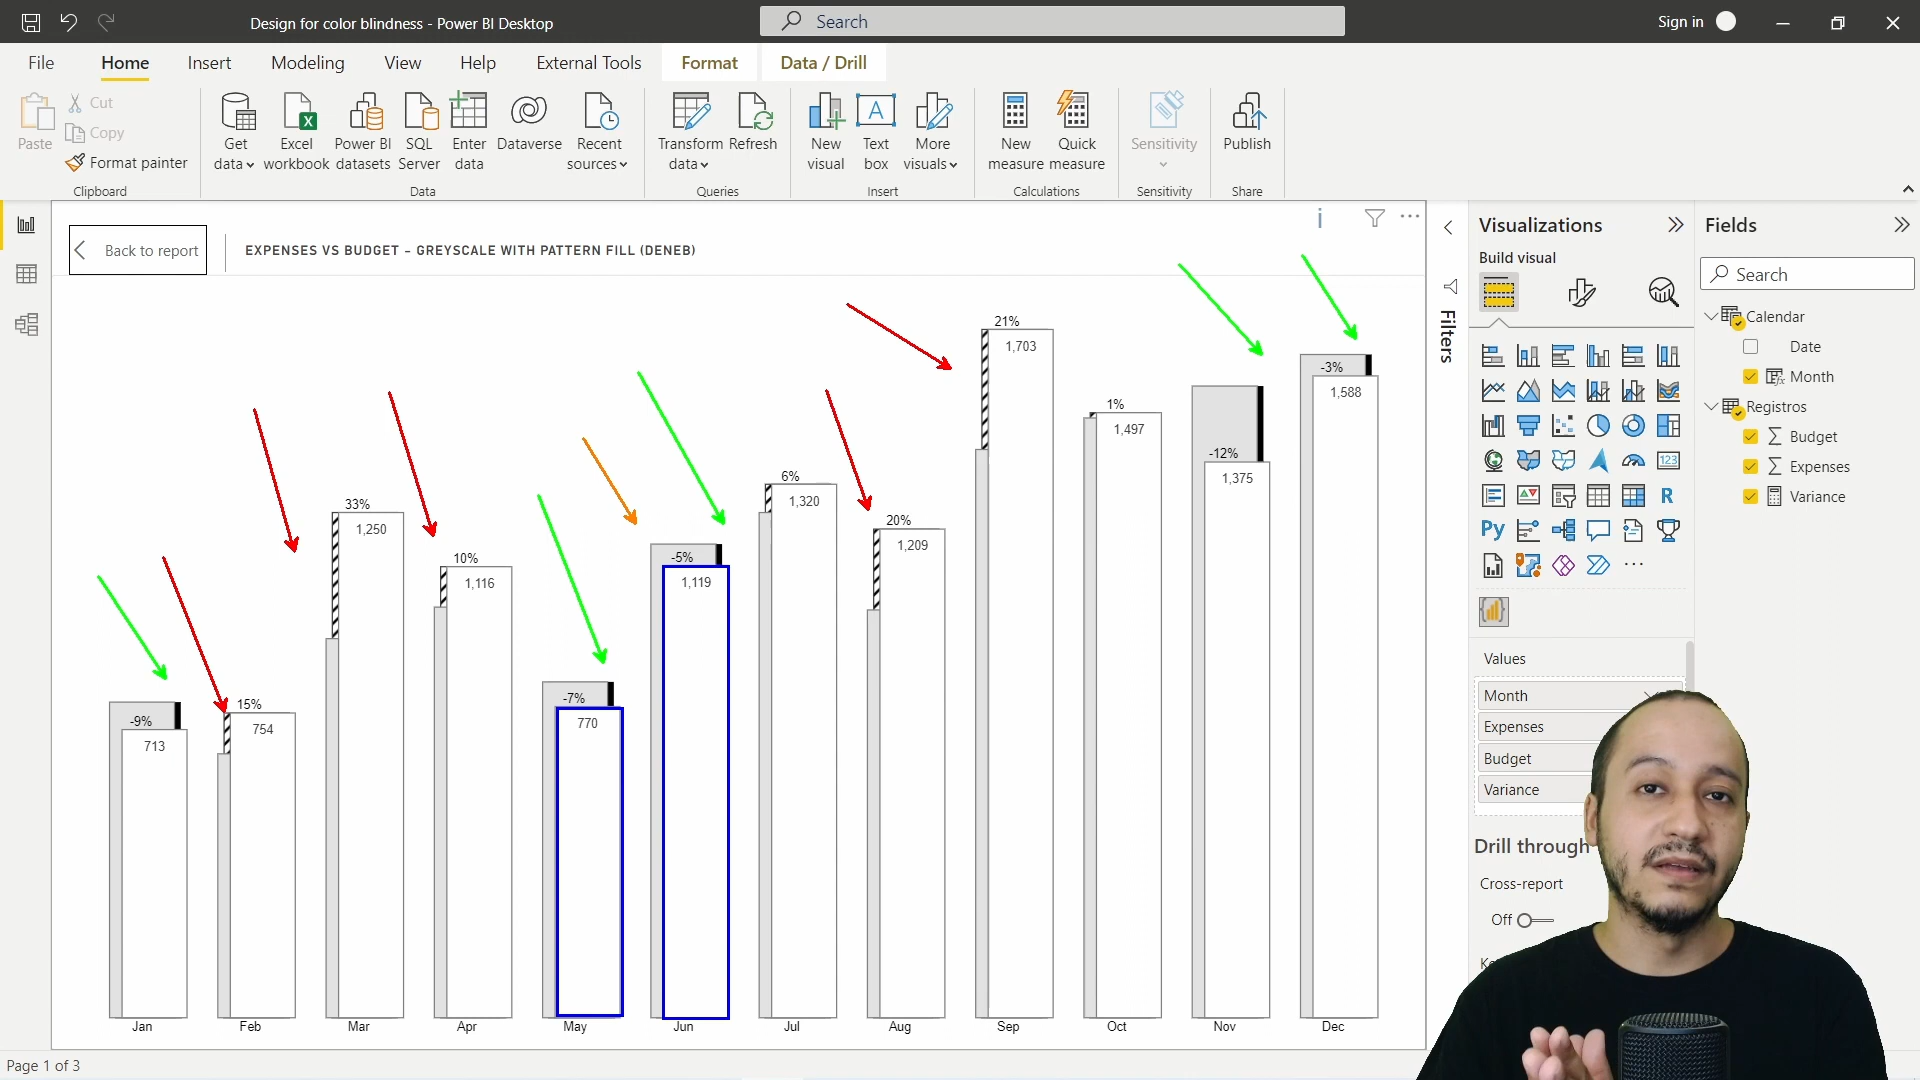 Design for color blindness - Power BI Desktop
Search
Sign in
File
Home
Insert
Modeling
View
Help
External Tools
Format
Data / Drill
Paste
Cut
Copy
Format painter
Clipboard
Get data
Excel workbook
Power BI datasets
SQL Server
Enter data
Dataverse
Recent sources
Data
Transform data
Refresh
Queries
New visual
Text box
More visuals
Insert
New measure
Quick measure
Calculations
Sensitivity
Sensitivity
Publish
Share
Back to report
EXPENSES VS BUDGET - GREYSCALE WITH PATTERN FILL (DENEB)
-9%
713
15%
754
33%
1,250
10%
1,116
-7%
770
-5%
1,119
6%
1,320
20%
1,209
21%
1,703
1%
1,497
-12%
1,375
-3%
1,588
Jan
Feb
Mar
Apr
May
Jun
Jul
Aug
Sep
Oct
Nov
Dec
Page 1 of 3
Filters
Visualizations
Build visual
123
R
Py
Values
Month
Expenses
Budget
Variance
Drill through
Cross-report
Off
Fields
Search
Calendar
Date
Month
Registros
Budget
Expenses
Variance